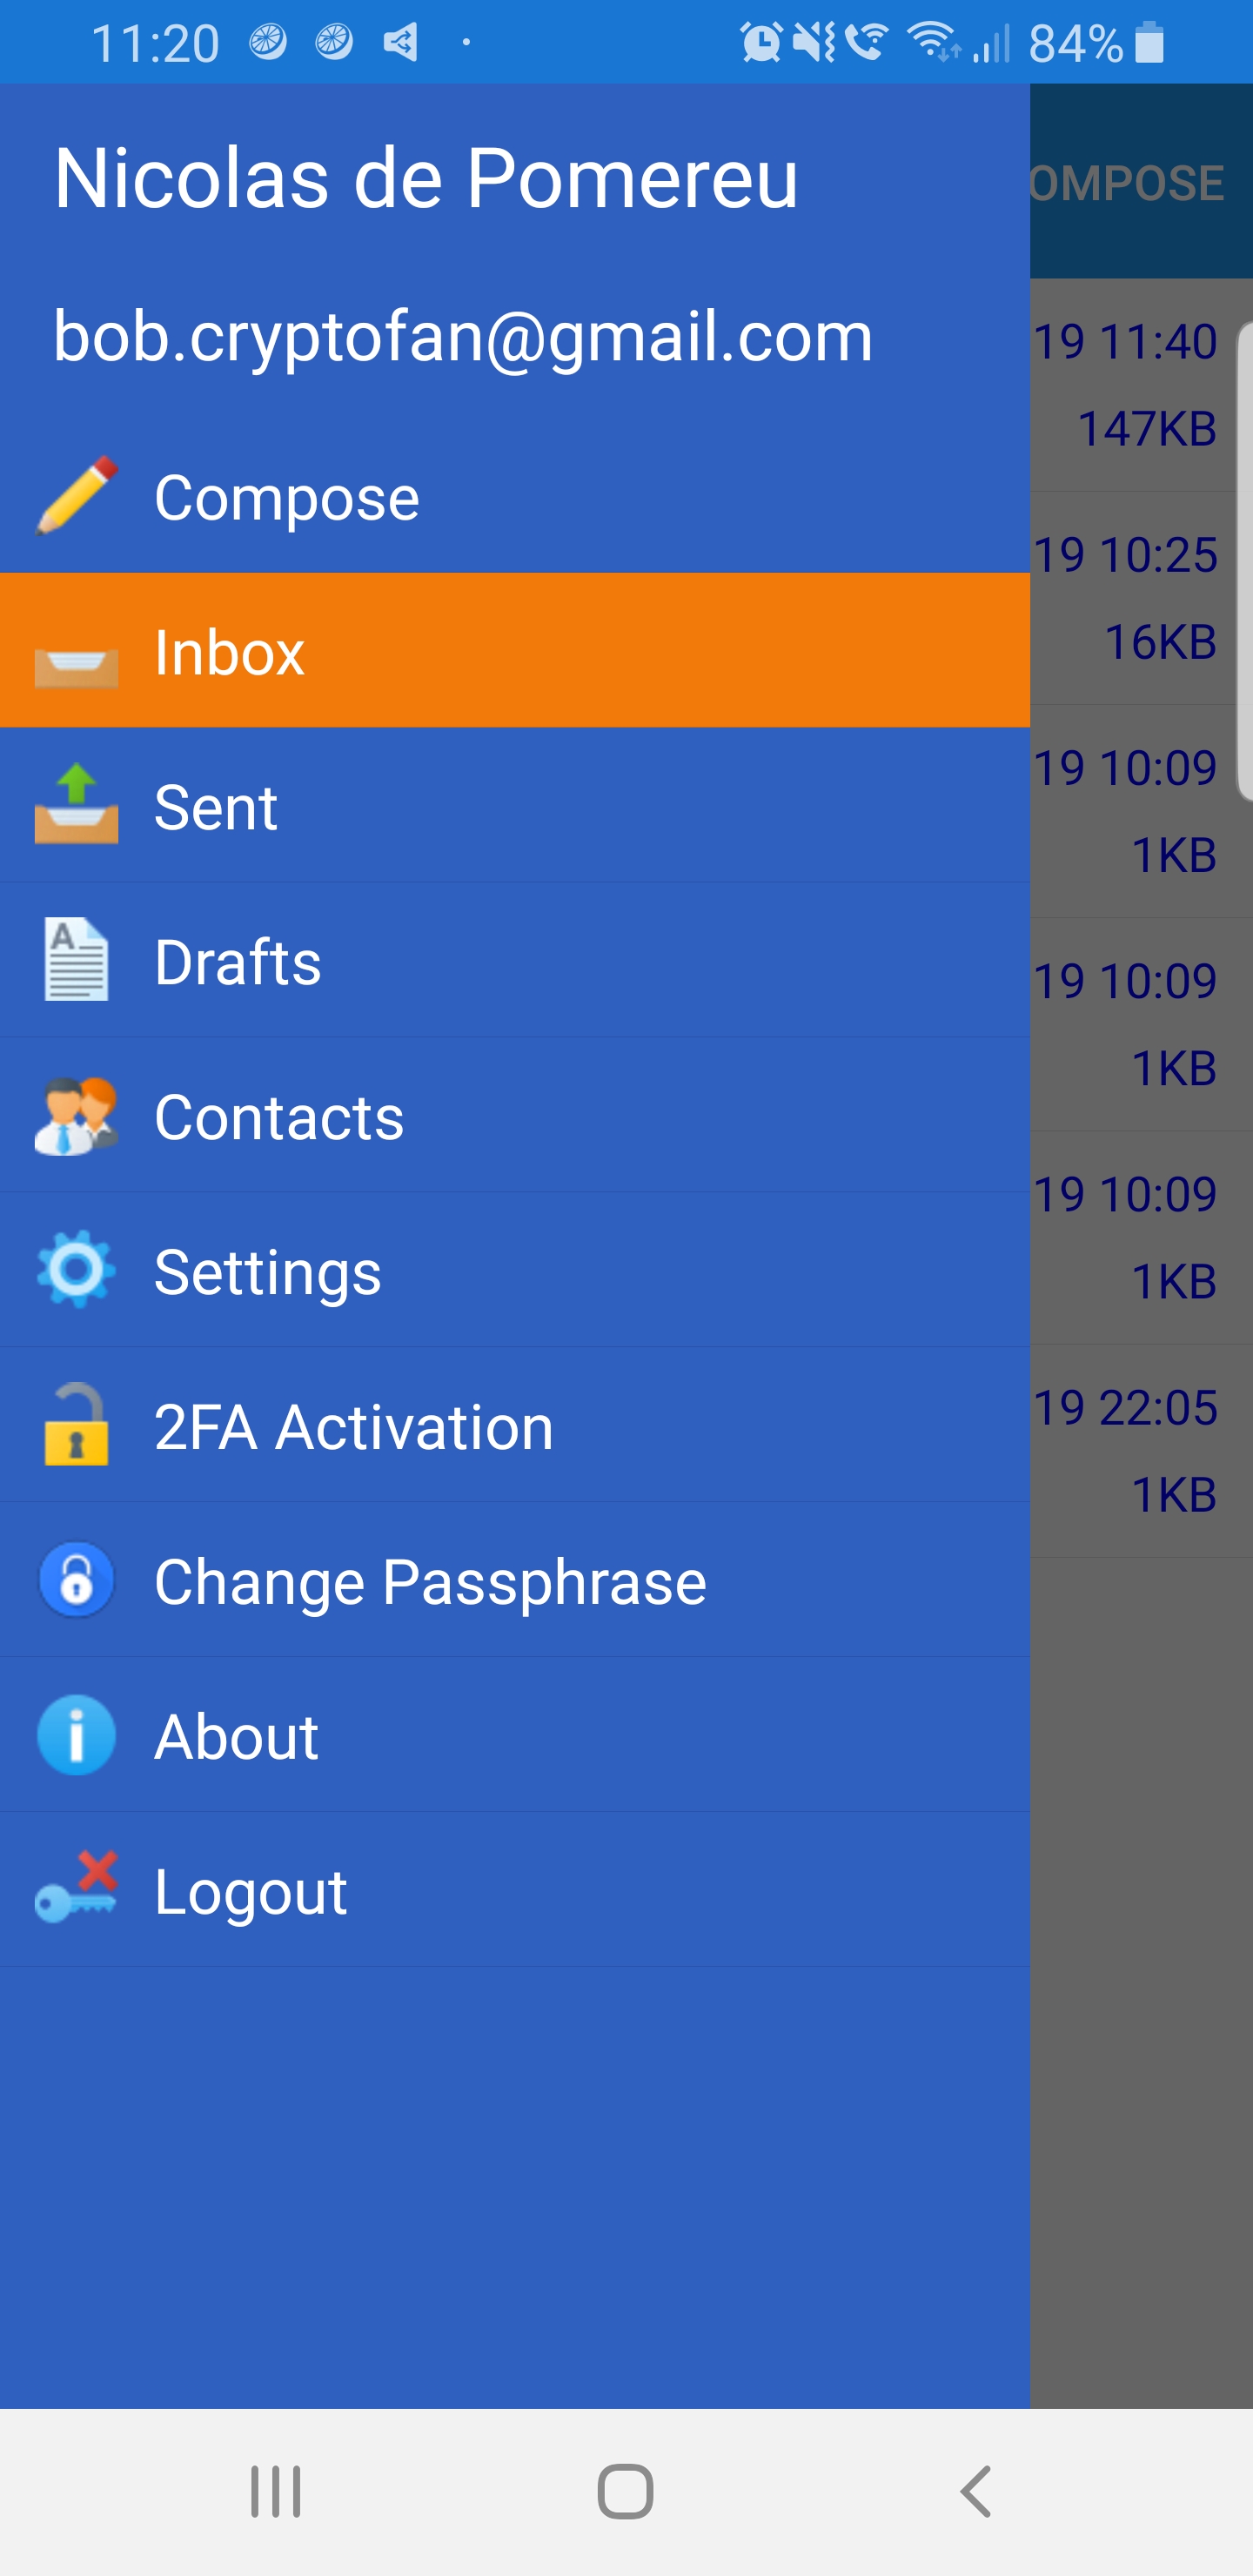 11:20 84%
Nicolas de Pomereu
OMPOSE
bob.cryptofan@gmail.com
19 11:40
147KB
Compose
19 10:25
Inbox
16KB
19 10:09
Sent
1KB
Drafts
19 10:09
1KB
Contacts
19 10:09
Settings
1KB
19 22:05
2FA Activation
1KB
Change Passphrase
About
Logout